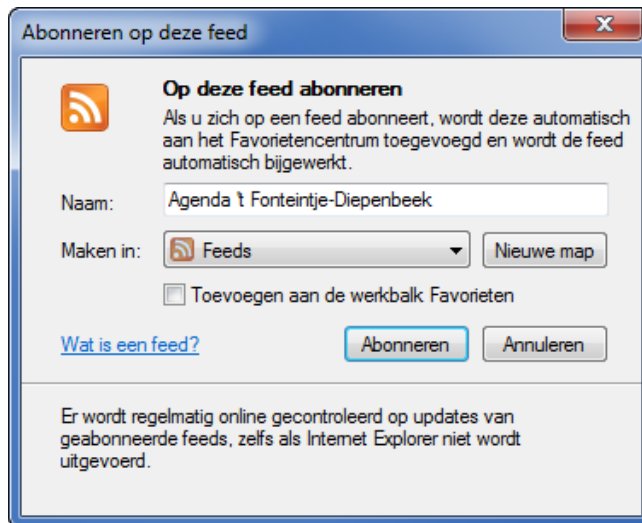 Abonneren op deze feed
Op deze feed abonneren
Als u zich op een feed abonneert, wordt deze automatisch
aan het Favorietencentrum toegevoegd en wordt de feed
automatisch bijgewerkt.
Naam: Agenda 't Fonteintje-Diepenbeek
Maken in: Feeds Nieuwe map
Toevoegen aan de werkbalk Favorieten
Wat is een feed? Abonneren Annuleren
Er wordt regelmatig online gecontroleerd op updates van
geabonneerde feeds, zelfs als Internet Explorer niet wordt
uitgevoerd.